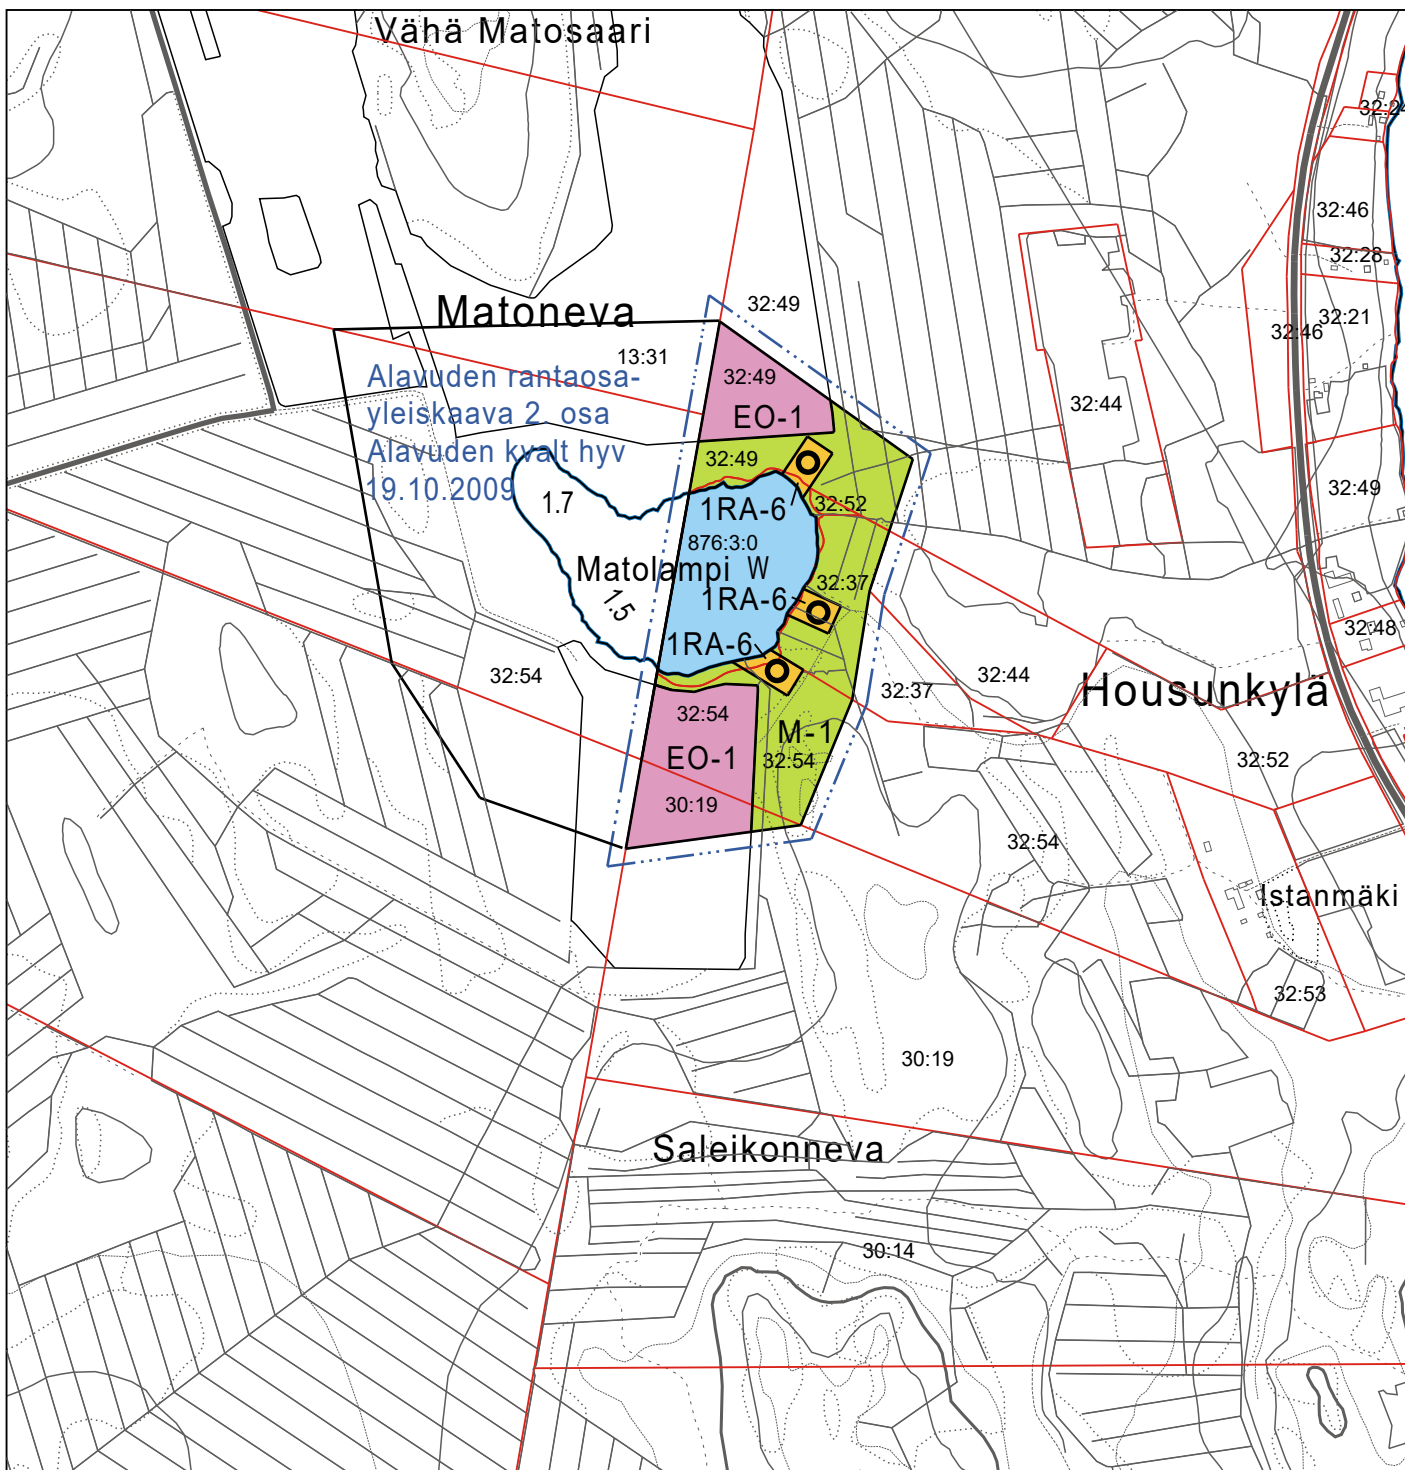 Vähä Matosaari
32:24
32:46
32:28
32:49
Matoneva
32:21
32:46
13:31
32:49
Alavuden rantaosa-
yleiskaava 2. osa
Alavuden kvalt hyv
19.10.2009
EO-1
32:44
32:49
32:49
1.7
1RA-6
32:52
876:3:0
Matolampi
W
32:37
1.5
1RA-6
32:48
1RA-6
32:54
32:44
32:37
Housunkylä
32:54
M-1
EO-1
32:54
32:52
30:19
32:54
Istanmäki
32:53
30:19
Saleikonneva
30:14